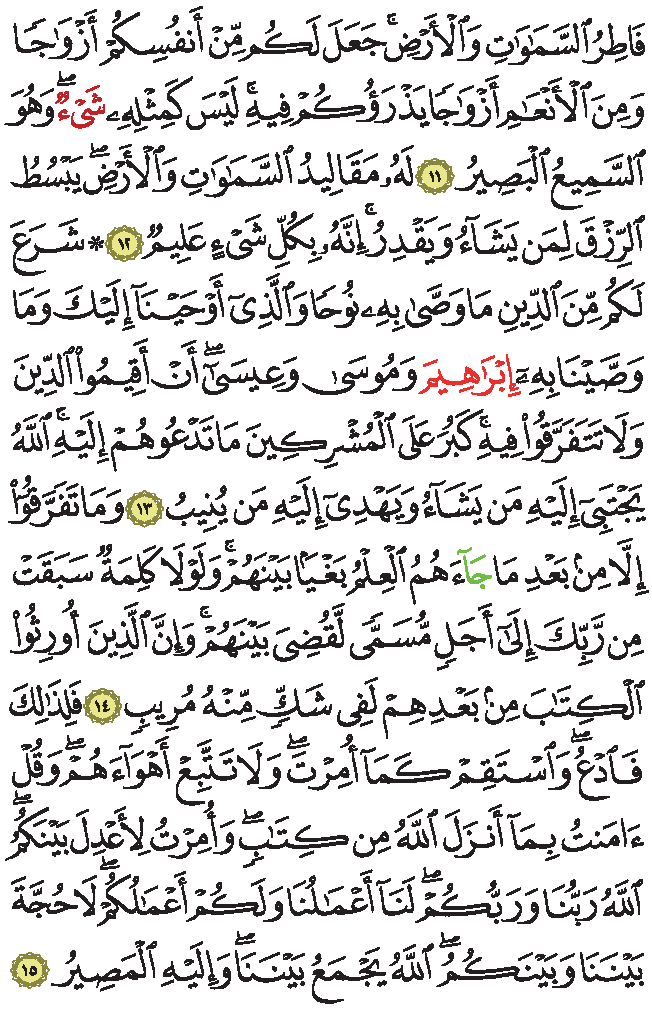 فَاطِرُ ٱلسَّمَٰوَٰتِ وَٱلْأَرْضِۚ جَعَلَ لَكُم مِّنْ أَنفُسِكُمْ أَزْوَٰجًا
وَمِنَ ٱلْأَنْعَٰمِ أَزْوَٰجًا يَذْرَؤُكُمْ فِيهِۚ لَيْسَ كَمِثْلِهِۦ شَىْءٌۖ وَهُوَ
ٱلسَّمِيعُ ٱلْبَصِيرُ ١١ لَهُۥ مَقَالِيدُ ٱلسَّمَٰوَٰتِ وَٱلْأَرْضِۖ يَبْسُطُ
ٱلرِّزْقَ لِمَن يَشَآءُ وَيَقْدِرُۚ إِنَّهُۥ بِكُلِّ شَىْءٍ عَلِيمٌ ١٢ * شَرَعَ
لَكُم مِّنَ ٱلدِّينِ مَا وَصَّىٰ بِهِۦ نُوحًا وَٱلَّذِىٓ أَوْحَيْنَآ إِلَيْكَ وَمَا
وَصَّيْنَا بِهِۦٓ إِبْرَٰهِيمَ وَمُوسَىٰ وَعِيسَىٰٓۖ أَنْ أَقِيمُوا۟ ٱلدِّينَ
وَلَا تَتَفَرَّقُوا۟ فِيهِۚ كَبُرَ عَلَى ٱلْمُشْرِكِينَ مَا تَدْعُوهُمْ إِلَيْهِۚ ٱللَّهُ
يَجْتَبِىٓ إِلَيْهِ مَن يَشَآءُ وَيَهْدِىٓ إِلَيْهِ مَن يُنِيبُ ١٣ وَمَا تَفَرَّقُوٓا۟
إِلَّا مِنۢ بَعْدِ مَا جَآءَهُمُ ٱلْعِلْمُ بَغْيًۢا بَيْنَهُمْۚ وَلَوْلَا كَلِمَةٌ سَبَقَتْ
مِن رَّبِّكَ إِلَىٰٓ أَجَلٍ مُّسَمًّى لَّقُضِىَ بَيْنَهُمْۚ وَإِنَّ ٱلَّذِينَ أُورِثُوا۟
ٱلْكِتَٰبَ مِنۢ بَعْدِهِمْ لَفِى شَكٍّ مِّنْهُ مُرِيبٍ ١٤ فَلِذَٰلِكَ
فَٱدْعُۖ وَٱسْتَقِمْ كَمَآ أُمِرْتَۖ وَلَا تَتَّبِعْ أَهْوَآءَهُمْۖ وَقُلْ
ءَامَنتُ بِمَآ أَنزَلَ ٱللَّهُ مِن كِتَٰبٍۖ وَأُمِرْتُ لِأَعْدِلَ بَيْنَكُمُۖ
ٱللَّهُ رَبُّنَا وَرَبُّكُمْۖ لَنَآ أَعْمَٰلُنَا وَلَكُمْ أَعْمَٰلُكُمْۖ لَا حُجَّةَ
بَيْنَنَا وَبَيْنَكُمُۖ ٱللَّهُ يَجْمَعُ بَيْنَنَاۖ وَإِلَيْهِ ٱلْمَصِيرُ ١٥